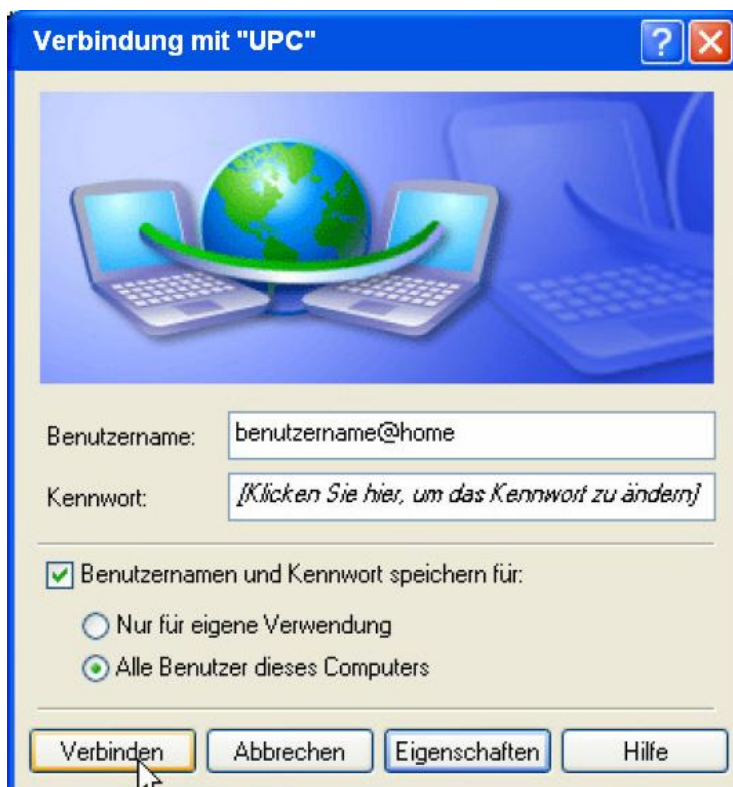 Verbindung mit "UPC"
Benutzername: benutzername@home
Kennwort: [Klicken Sie hier, um das Kennwort zu ändern]
Benutzernamen und Kennwort speichern für:
Nur für eigene Verwendung
Alle Benutzer dieses Computers
Verbinden Abbrechen Eigenschaften Hilfe